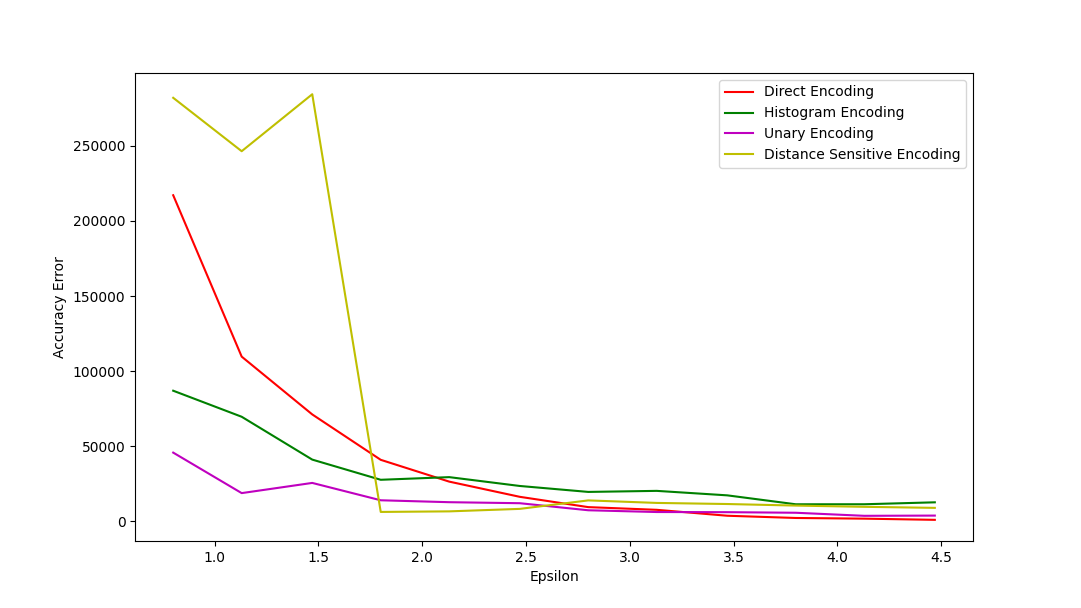 Direct Encoding
Histogram Encoding
Unary Encoding
Distance Sensitive Encoding
250000
200000
150000
100000
50000
0
Accuracy Error
1.0 1.5 2.0 2.5 3.0 3.5 4.0 4.5
Epsilon